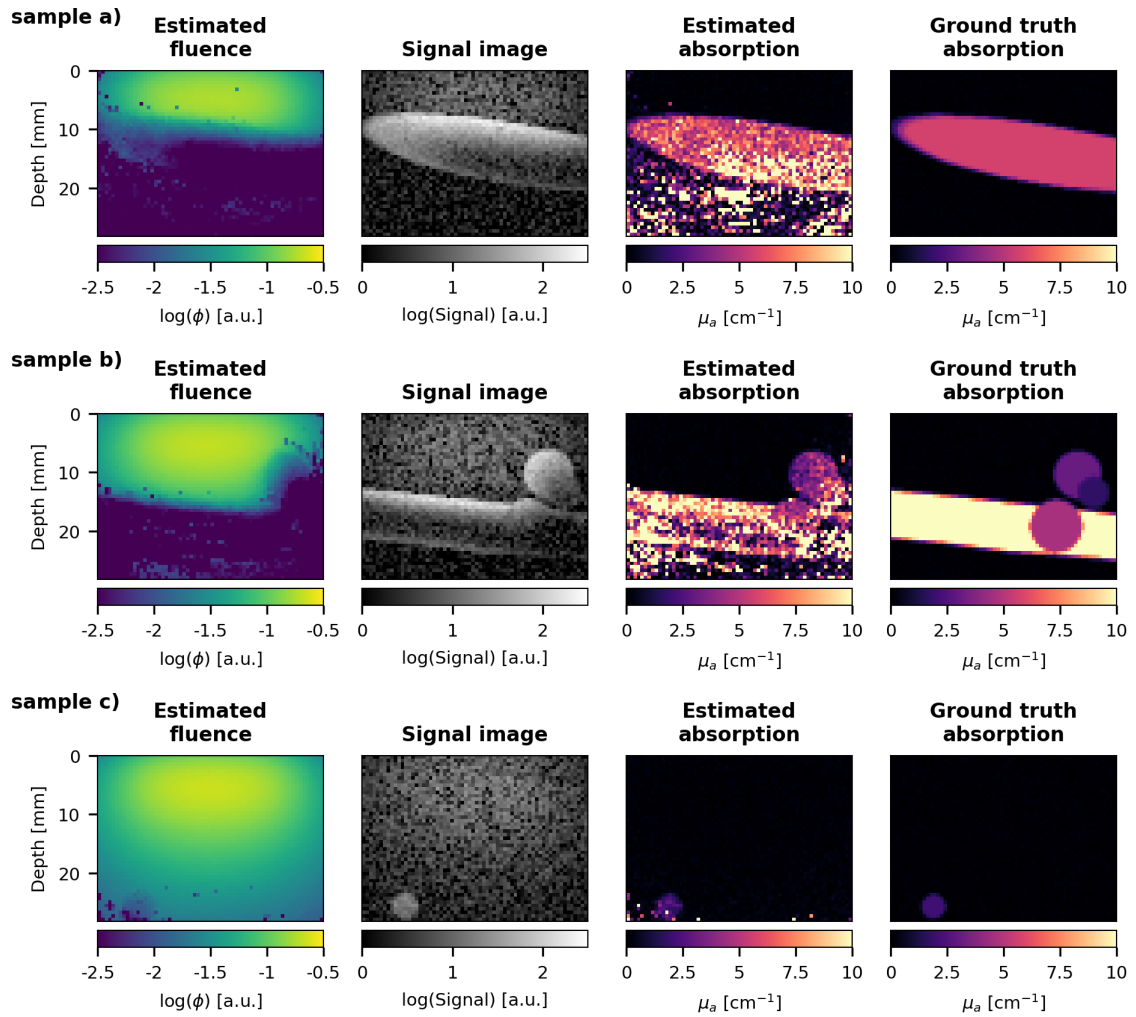 sample a)
Estimated
fluence
Signal image
Estimated
absorption
Ground truth
absorption
0
10
20
Depth [mm]
-2.5 -2 -1.5 -1 -0.5
0 1 2
0 2.5 5 7.5 10
0 2.5 5 7.5 10
log(ϕ) [a.u.]
log(Signal) [a.u.]
μₐ [cm⁻¹]
μₐ [cm⁻¹]
sample b)
Estimated
fluence
Signal image
Estimated
absorption
Ground truth
absorption
0
10
20
Depth [mm]
-2.5 -2 -1.5 -1 -0.5
0 1 2
0 2.5 5 7.5 10
0 2.5 5 7.5 10
log(ϕ) [a.u.]
log(Signal) [a.u.]
μₐ [cm⁻¹]
μₐ [cm⁻¹]
sample c)
Estimated
fluence
Signal image
Estimated
absorption
Ground truth
absorption
0
10
20
Depth [mm]
-2.5 -2 -1.5 -1 -0.5
0 1 2
0 2.5 5 7.5 10
0 2.5 5 7.5 10
log(ϕ) [a.u.]
log(Signal) [a.u.]
μₐ [cm⁻¹]
μₐ [cm⁻¹]